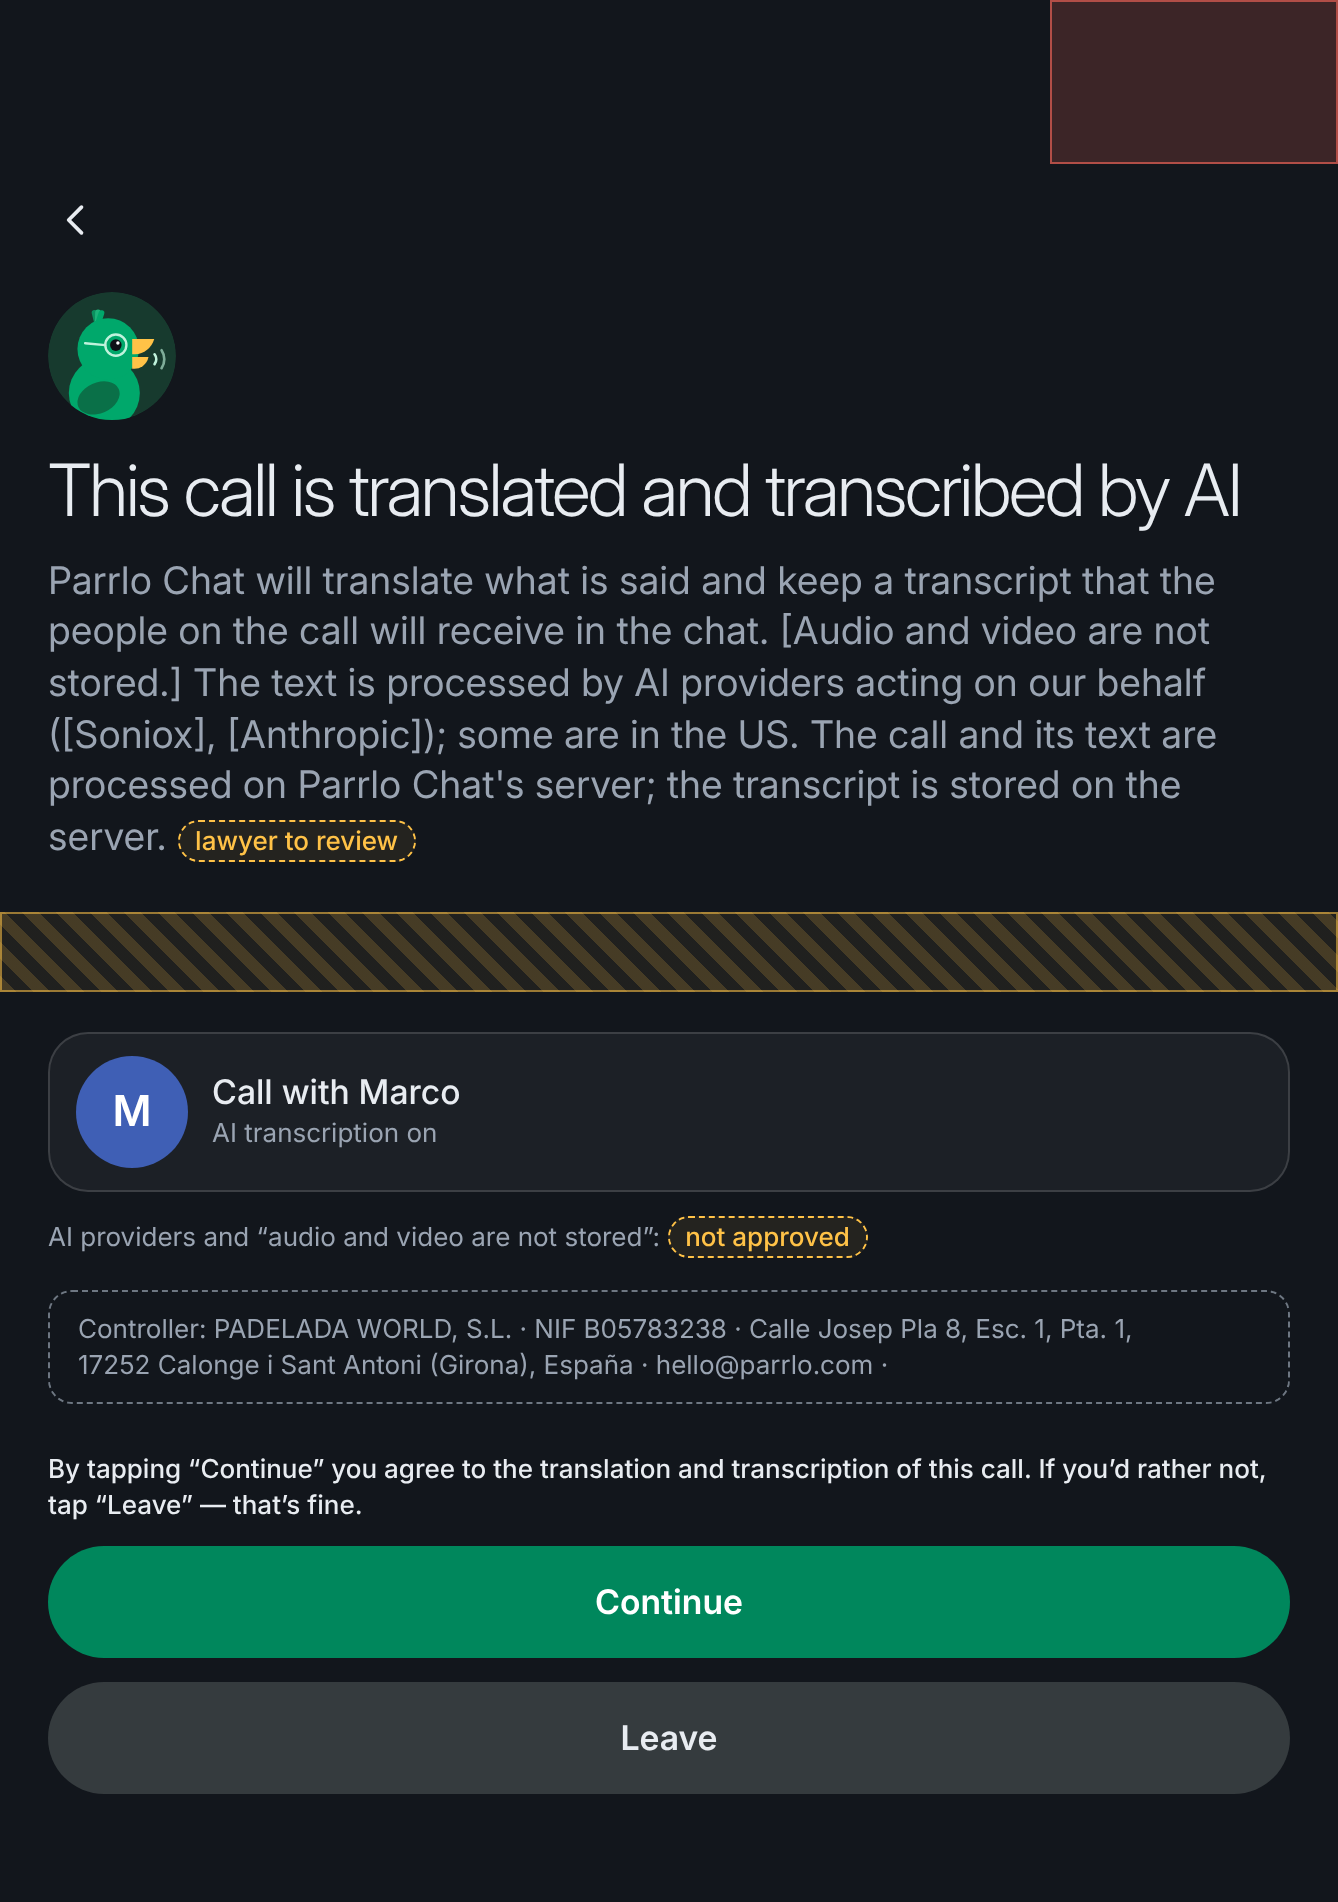 This call is translated and transcribed by AI
Parrlo Chat will translate what is said and keep a transcript that the
people on the call will receive in the chat. [Audio and video are not
stored.] The text is processed by AI providers acting on our behalf
([Soniox], [Anthropic]); some are in the US. The call and its text are
processed on Parrlo Chat's server; the transcript is stored on the
server. lawyer to review
M
Call with Marco
AI transcription on
AI providers and “audio and video are not stored”: not approved
Controller: PADELADA WORLD, S.L. · NIF B05783238 · Calle Josep Pla 8, Esc. 1, Pta. 1,
17252 Calonge i Sant Antoni (Girona), España · hello@parrlo.com ·
By tapping “Continue” you agree to the translation and transcription of this call. If you’d rather not,
tap “Leave” — that’s fine.
Continue
Leave